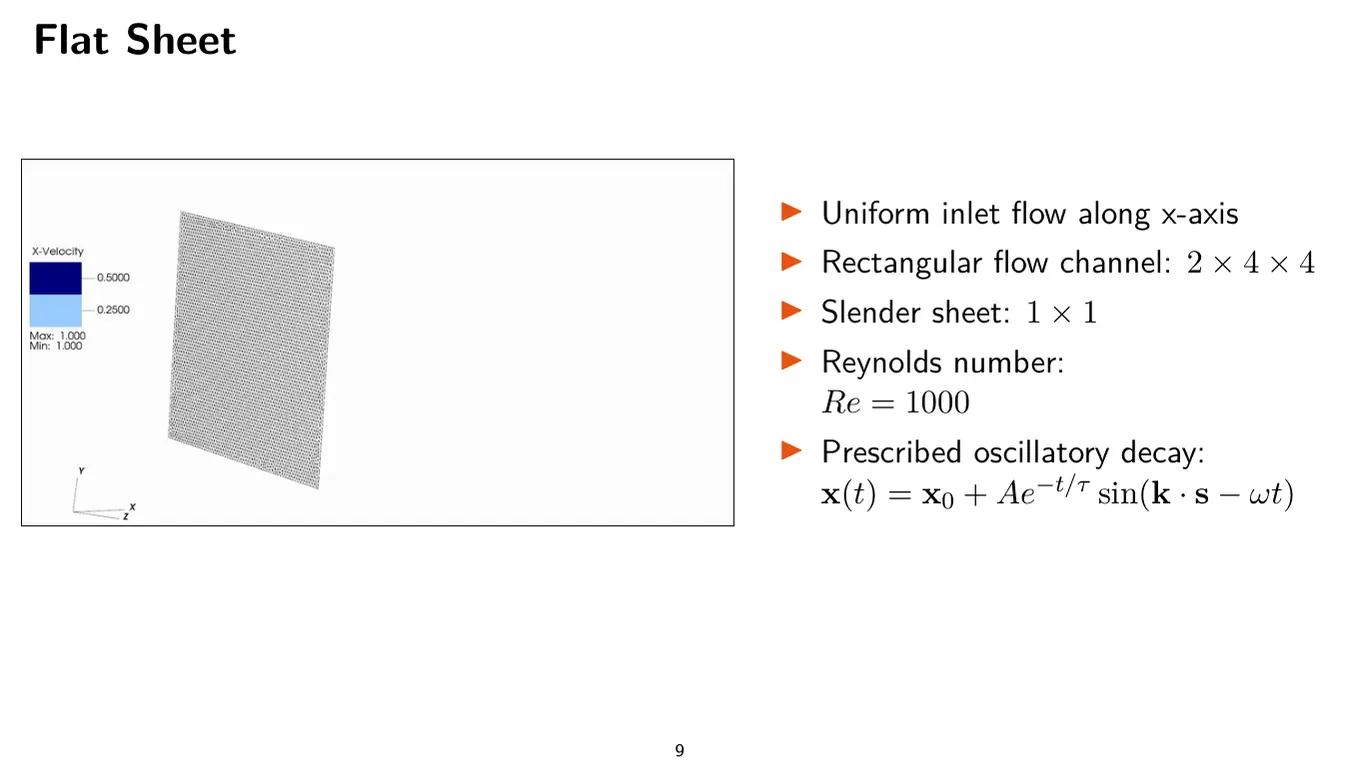 Flat Sheet
X-Velocity
0.5000
0.2500
Max: 1.000
Min: 1.000
Y
X
Z
▶ Uniform inlet flow along x-axis
▶ Rectangular flow channel: 2 × 4 × 4
▶ Slender sheet: 1 × 1
▶ Reynolds number:
Re = 1000
▶ Prescribed oscillatory decay:
x(t) = x₀ + Ae^{−t/τ} sin(k · s − ωt)
9